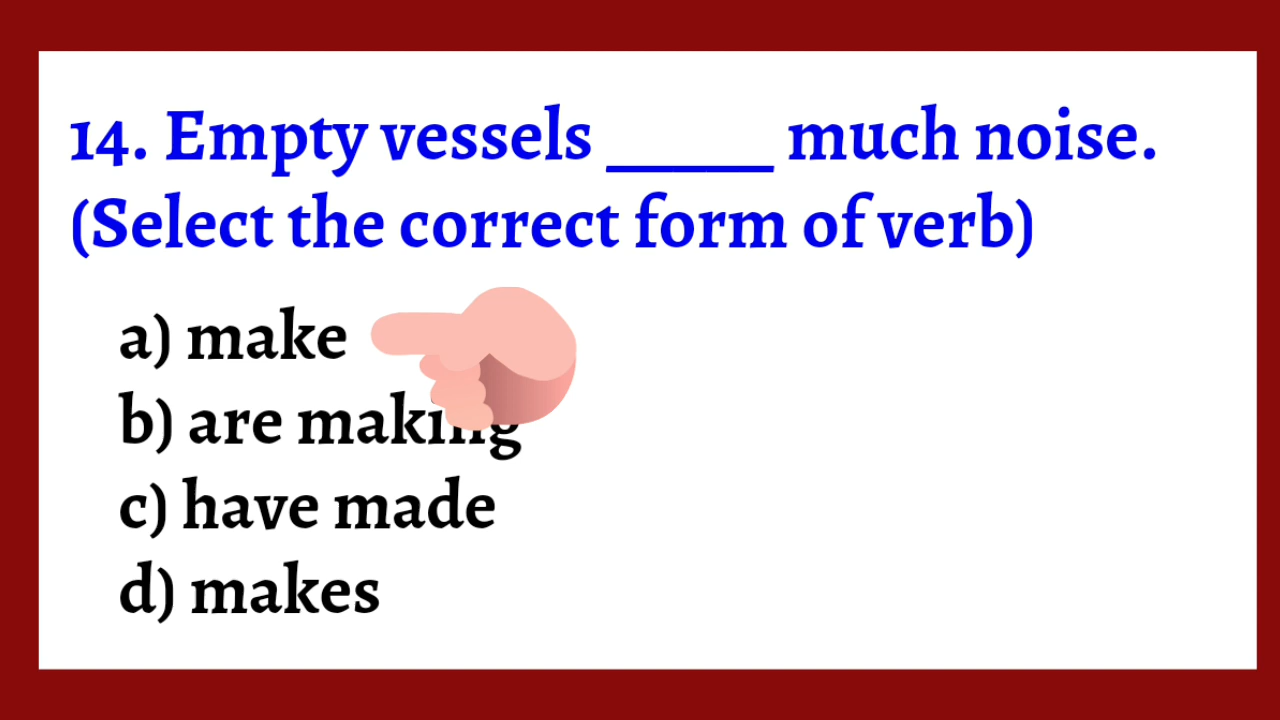 14. Empty vessels _____ much noise.
(Select the correct form of verb)
a) make
b) are making
c) have made
d) makes